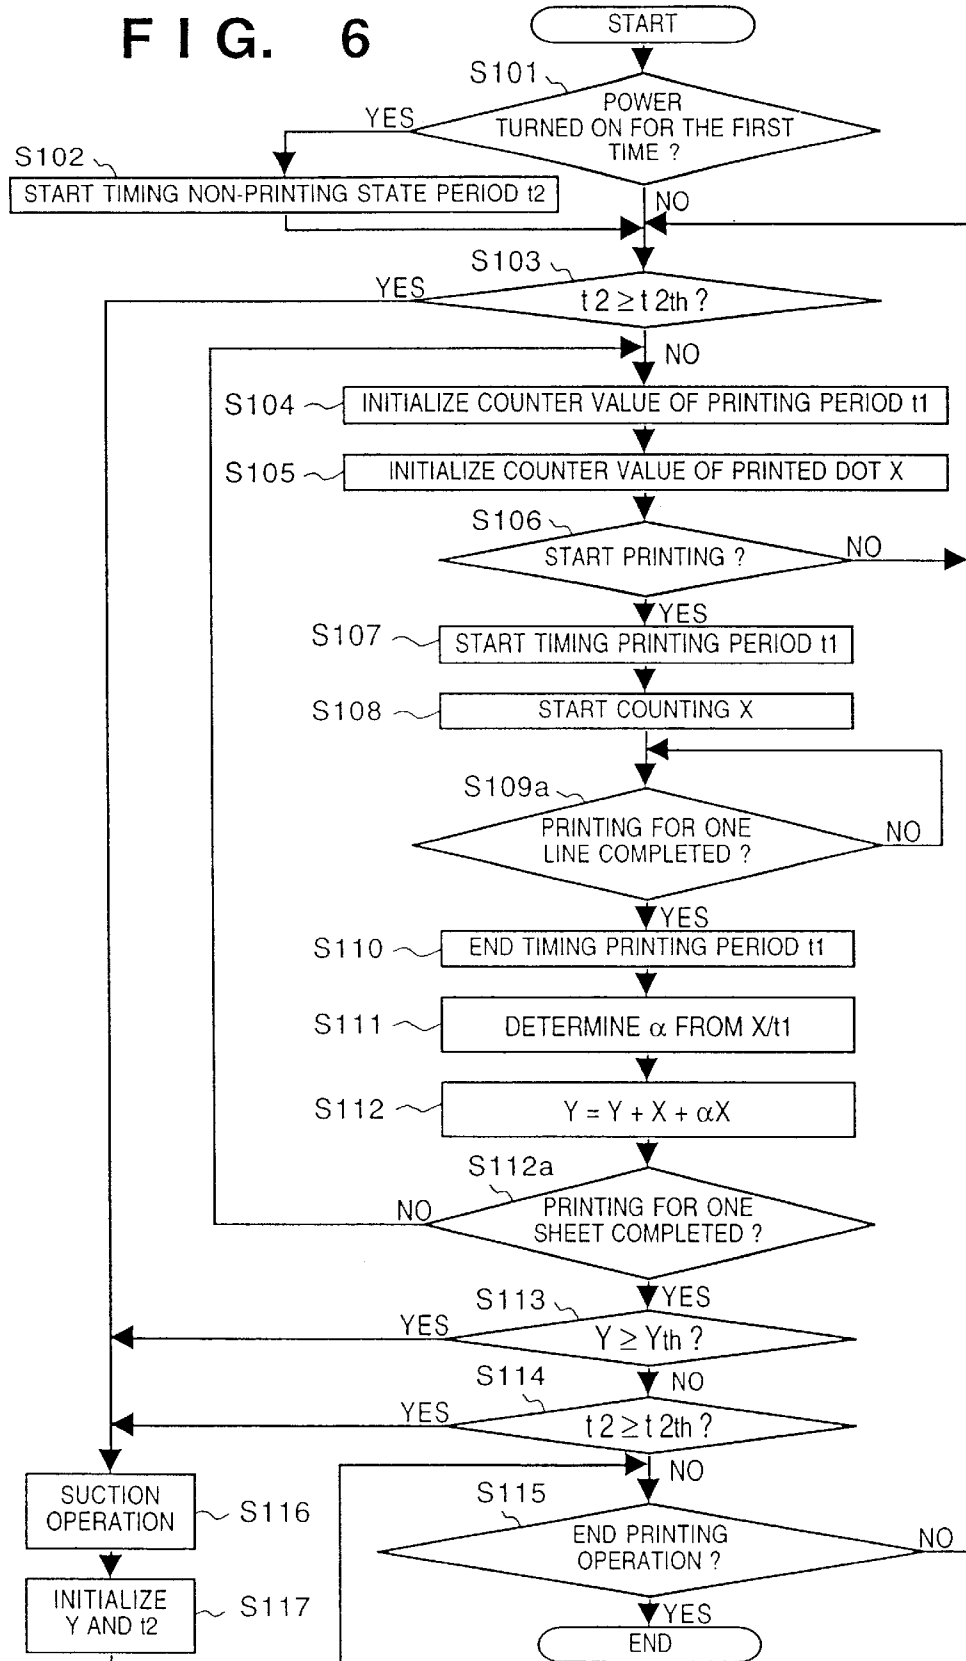 FIG. 6
START
S101
POWER
TURNED ON FOR THE FIRST
TIME ?
YES
NO
S102
START TIMING NON-PRINTING STATE PERIOD t2
S103
YES
t2 ≥ t2th ?
NO
S104
INITIALIZE COUNTER VALUE OF PRINTING PERIOD t1
S105
INITIALIZE COUNTER VALUE OF PRINTED DOT X
S106
START PRINTING ?
NO
YES
S107
START TIMING PRINTING PERIOD t1
S108
START COUNTING X
S109a
PRINTING FOR ONE
LINE COMPLETED ?
NO
YES
S110
END TIMING PRINTING PERIOD t1
S111
DETERMINE α FROM X/t1
S112
Y = Y + X + αX
S112a
PRINTING FOR ONE
SHEET COMPLETED ?
NO
YES
S113
YES
Y ≥ Yth ?
NO
S114
YES
t2 ≥ t2th ?
NO
S115
END PRINTING
OPERATION ?
NO
YES
END
SUCTION
OPERATION
S116
INITIALIZE
Y AND t2
S117